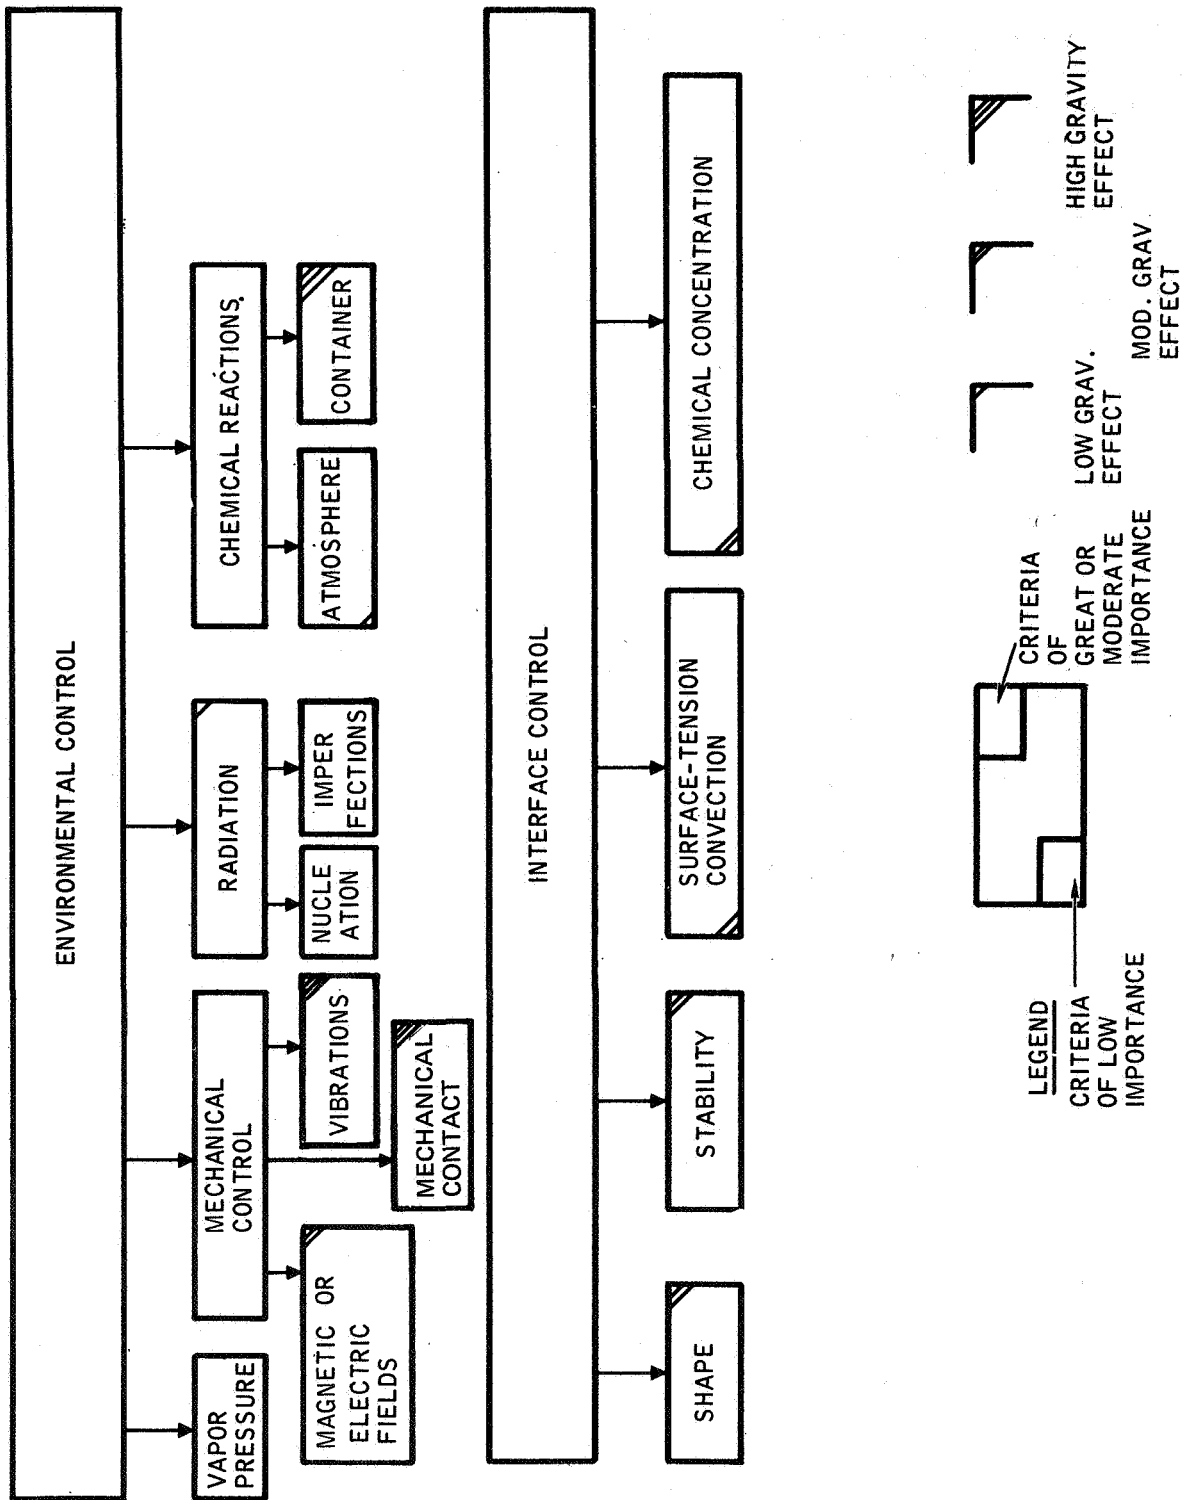 ENVIRONMENTAL CONTROL
VAPOR
PRESSURE
MECHANICAL
CONTROL
RADIATION
CHEMICAL REACTIONS.
MAGNETIC OR
ELECTRIC
FIELDS
VIBRATIONS
MECHANICAL
CONTACT
NUCLE
ATION
IMPER
FECTIONS
ATMOSPHERE
CONTAINER
INTERFACE CONTROL
SHAPE
STABILITY
SURFACE-TENSION
CONVECTION
CHEMICAL CONCENTRATION
LEGEND
CRITERIA
OF LOW
IMPORTANCE
CRITERIA
OF
GREAT OR
MODERATE
IMPORTANCE
LOW GRAV.
EFFECT
MOD. GRAV
EFFECT
HIGH GRAVITY
EFFECT